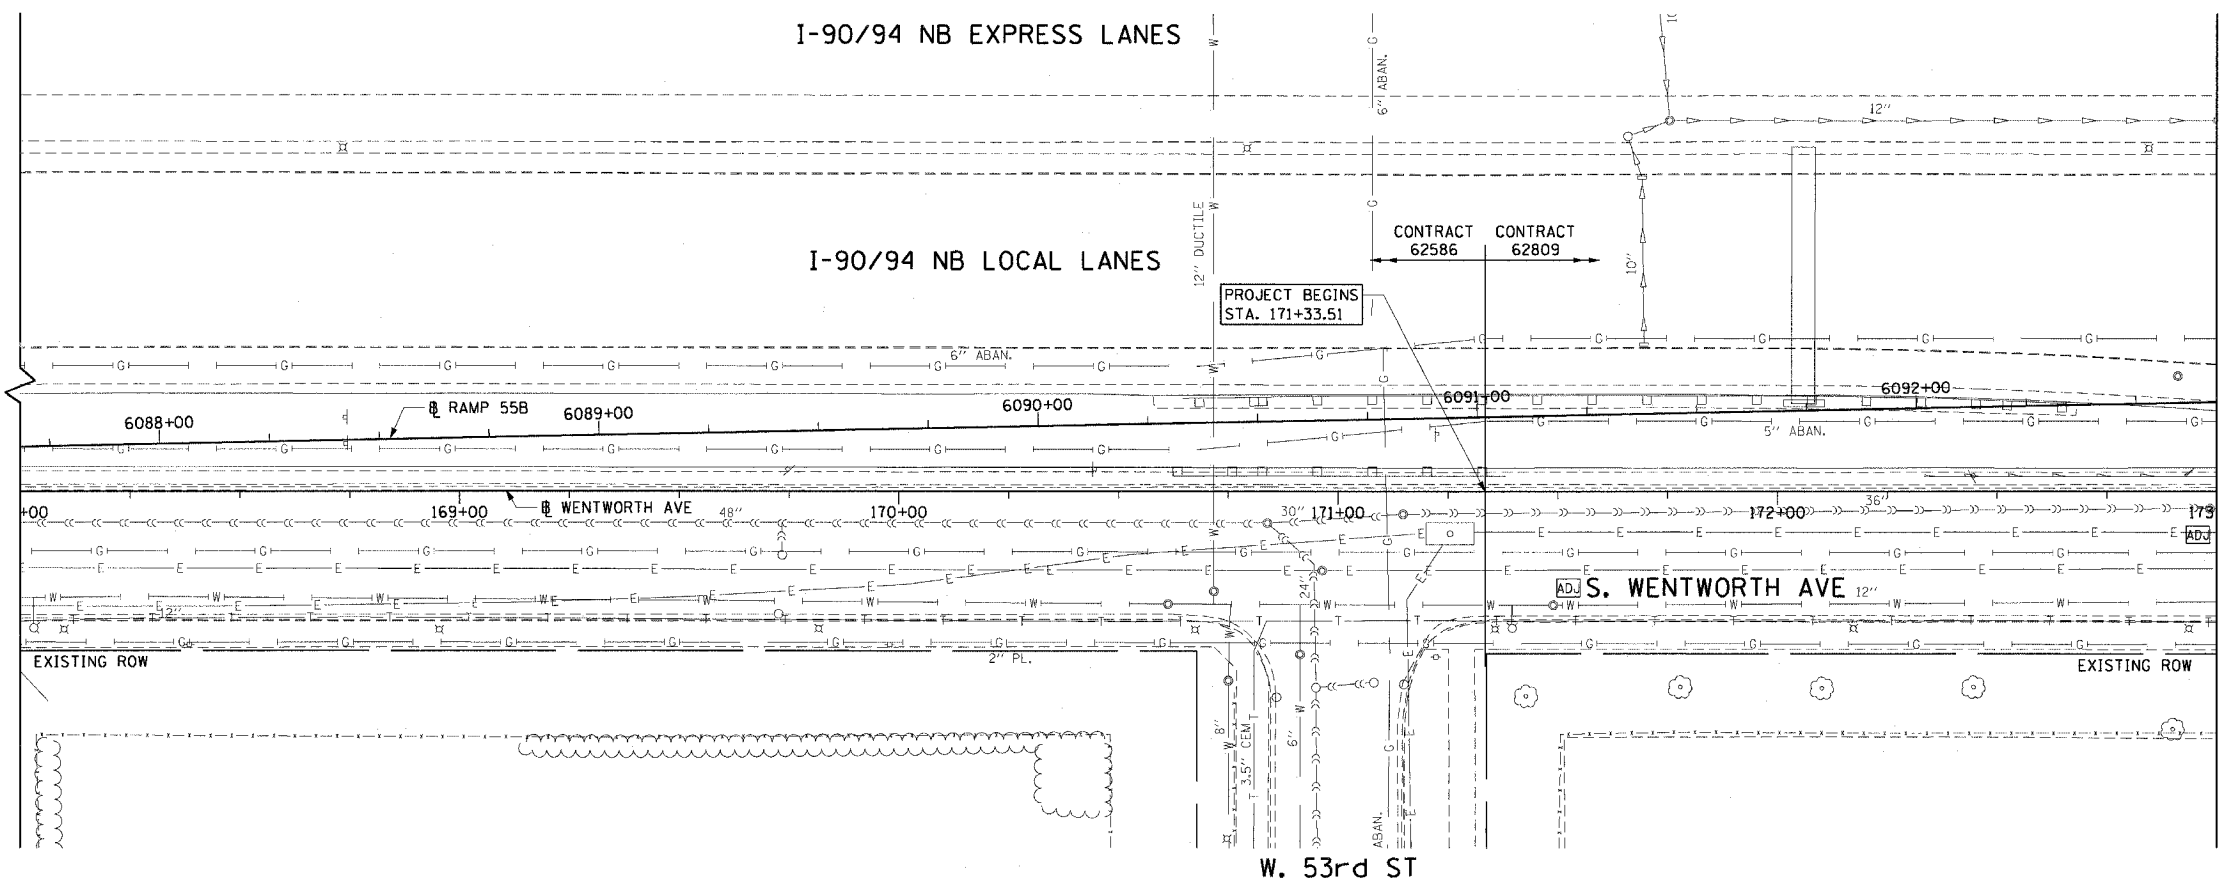 I-90/94 NB EXPRESS LANES
6" ABAN.
12"
12" DUCTILE
CONTRACT 62586
CONTRACT 62809
I-90/94 NB LOCAL LANES
10"
PROJECT BEGINS
STA. 171+33.51
6" ABAN.
6088+00
RAMP 55B
6089+00
6090+00
6091+00
6092+00
5" ABAN.
+00
169+00
WENTWORTH AVE
48"
170+00
30"
171+00
172+00
36"
173
ADJ
ADJ
S. WENTWORTH AVE
12"
24"
12"
EXISTING ROW
2" PL.
EXISTING ROW
8"
3.5" CEM
6"
ABAN.
W. 53rd ST